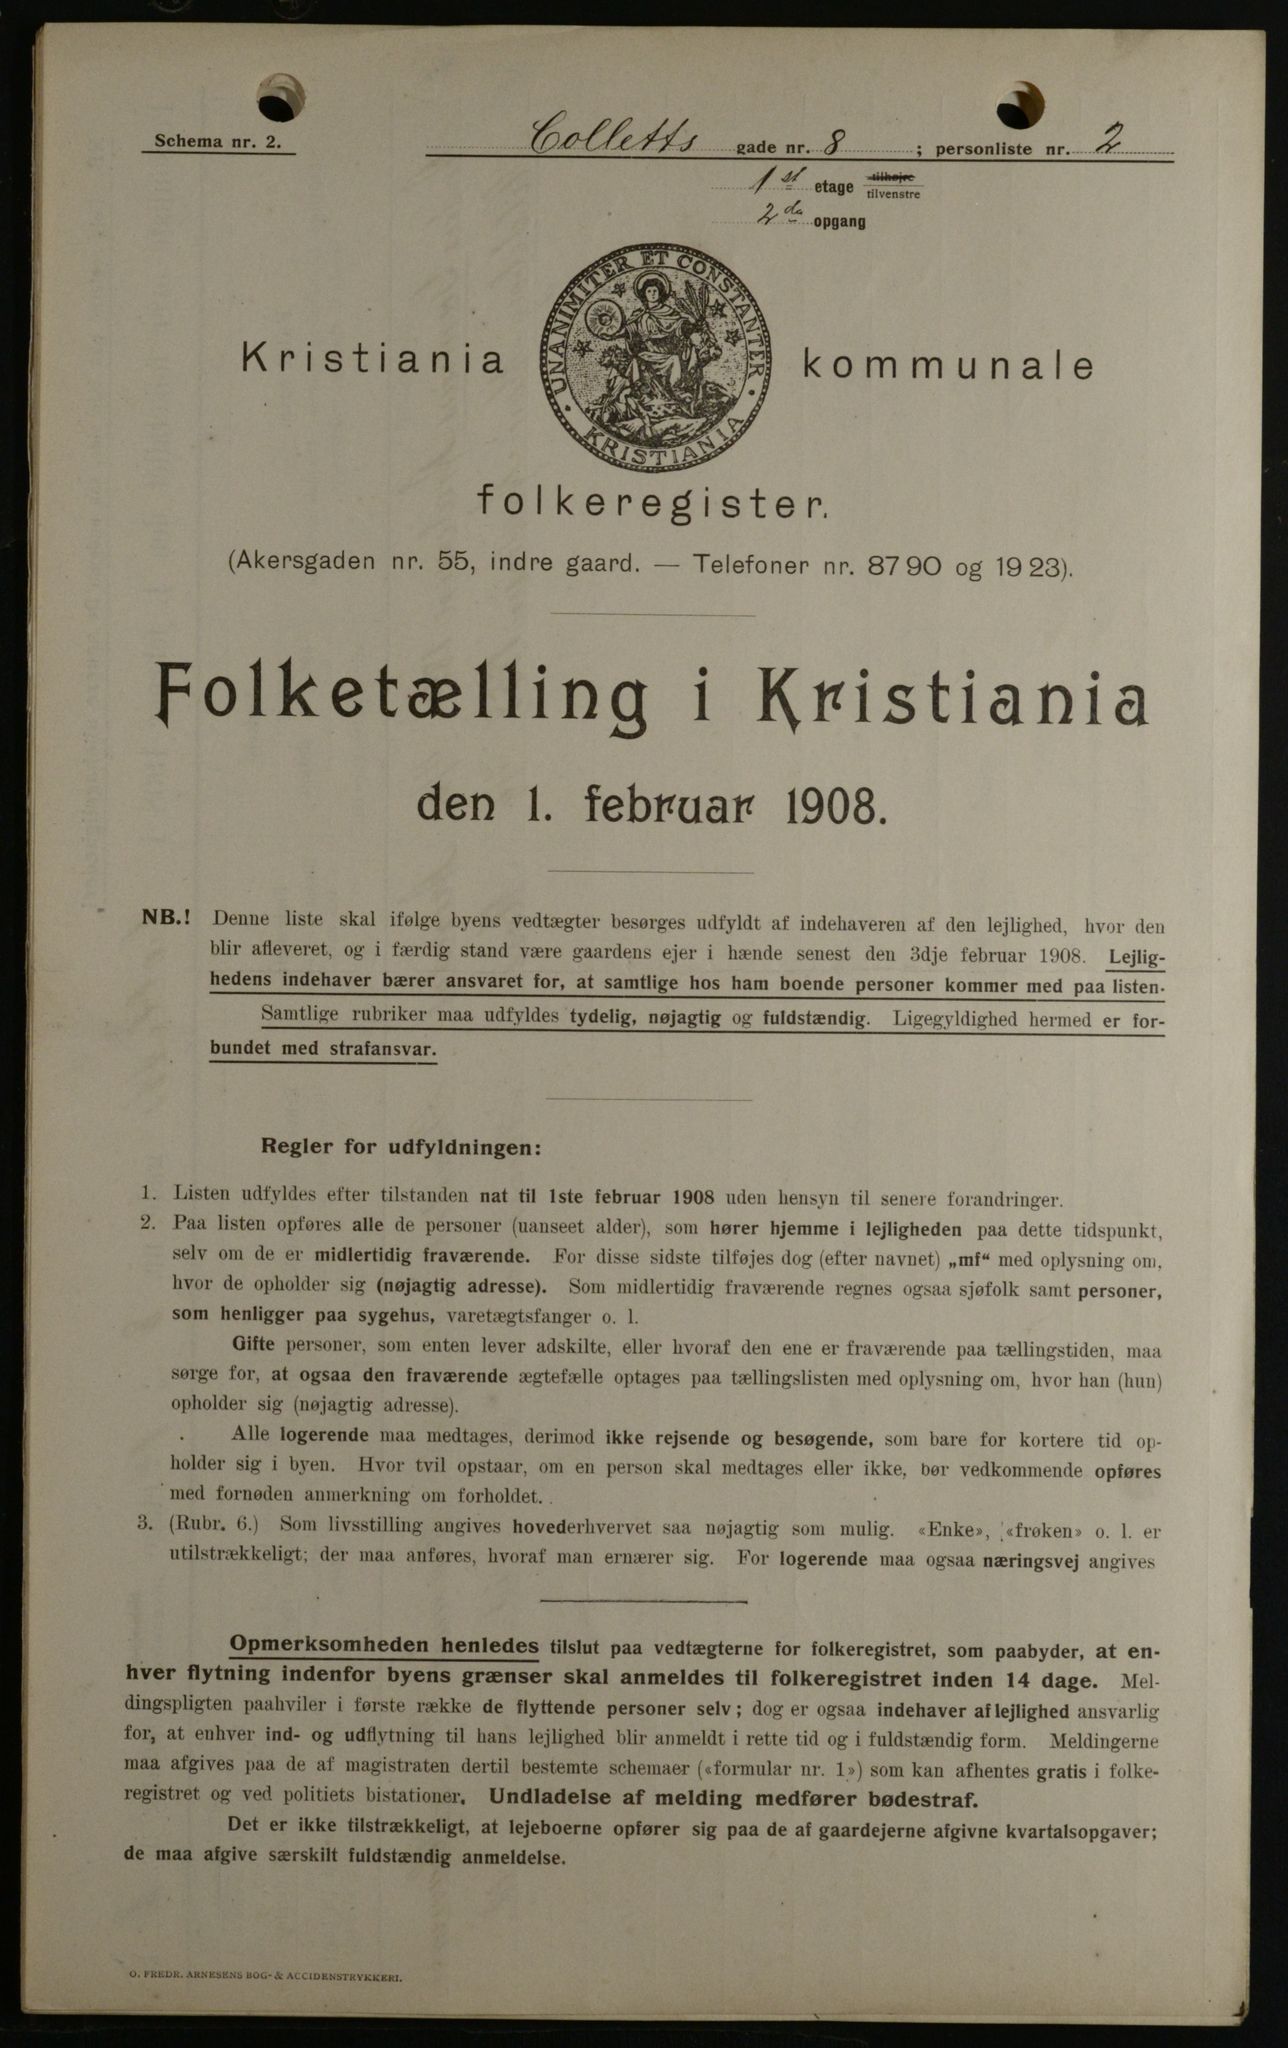 Schema nr. 2.
Colletts gade nr. 8 ; personliste nr. 2
1st etage tilhøjre
tilvenstre
2da opgang
UNANIMITER ET CONSTANTER
KRISTIANIA
Kristiania kommunale
folkeregister.
(Akersgaden nr. 55, indre gaard. — Telefoner nr. 8790 og 1923).
Folketælling i Kristiania
den 1. februar 1908.
NB.! Denne liste skal ifølge byens vedtægter besørges udfyldt af indehaveren af den lejlighed, hvor den
blir afleveret, og i færdig stand være gaardens ejer i hænde senest den 3dje februar 1908. Lejlig-
hedens indehaver bærer ansvaret for, at samtlige hos ham boende personer kommer med paa listen.
Samtlige rubriker maa udfyldes tydelig, nøjagtig og fuldstændig. Ligegyldighed hermed er for-
bundet med strafansvar.
Regler for udfyldningen:
1. Listen udfyldes efter tilstanden nat til 1ste februar 1908 uden hensyn til senere forandringer.
2. Paa listen opføres alle de personer (uanseet alder), som hører hjemme i lejligheden paa dette tidspunkt,
selv om de er midlertidig fraværende. For disse sidste tilføjes dog (efter navnet) „mf“ med oplysning om,
hvor de opholder sig (nøjagtig adresse). Som midlertidig fraværende regnes ogsaa sjøfolk samt personer,
som henligger paa sygehus, varetægtsfanger o. l.
Gifte personer, som enten lever adskilte, eller hvoraf den ene er fraværende paa tællingstiden, maa
sørge for, at ogsaa den fraværende ægtefælle optages paa tællingslisten med oplysning om, hvor han (hun)
opholder sig (nøjagtig adresse).
Alle logerende maa medtages, derimod ikke rejsende og besøgende, som bare for kortere tid op-
holder sig i byen. Hvor tvil opstaar, om en person skal medtages eller ikke, bør vedkommende opføres
med fornøden anmerkning om forholdet.
3. (Rubr. 6.) Som livsstilling angives hovederhvervet saa nøjagtig som mulig. «Enke», «frøken» o. l. er
utilstrækkeligt; der maa anføres, hvoraf man ernærer sig. For logerende maa ogsaa næringsvej angives
Opmerksomheden henledes tilslut paa vedtægterne for folkeregistret, som paabyder, at en-
hver flytning indenfor byens grænser skal anmeldes til folkeregistret inden 14 dage. Mel-
dingspligten paahviler i første række de flyttende personer selv; dog er ogsaa indehaver af lejlighed ansvarlig
for, at enhver ind- og udflytning til hans lejlighed blir anmeldt i rette tid og i fuldstændig form. Meldingerne
maa afgives paa de af magistraten dertil bestemte schemaer («formular nr. 1») som kan afhentes gratis i folke-
registret og ved politiets bistationer. Undladelse af melding medfører bødestraf.
Det er ikke tilstrækkeligt, at lejeboerne opfører sig paa de af gaardejerne afgivne kvartalsopgaver;
de maa afgive særskilt fuldstændig anmeldelse.
O. FREDR. ARNESENS BOG- & ACCIDENSTRYKKERI.